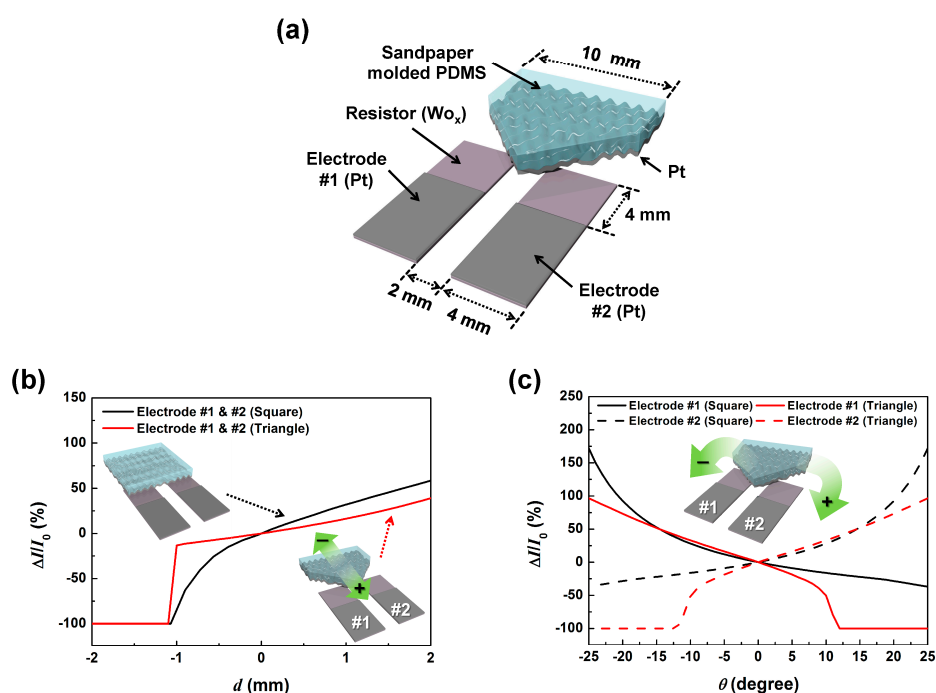 (a)
Sandpaper
molded PDMS
10 mm
Resistor (Woₓ)
Electrode
#1 (Pt)
Pt
4 mm
2 mm
4 mm
Electrode
#2 (Pt)
(b)
150
100
50
0
-50
-100
-2
-1
0
1
2
ΔI/I₀ (%)
d (mm)
Electrode #1 & #2 (Square)
Electrode #1 & #2 (Triangle)
−
+
#1
#2
(c)
250
200
150
100
50
0
-50
-100
-25 -20 -15 -10 -5 0 5 10 15 20 25
ΔI/I₀ (%)
θ (degree)
Electrode #1 (Square)
Electrode #1 (Triangle)
Electrode #2 (Square)
Electrode #2 (Triangle)
−
+
#1
#2